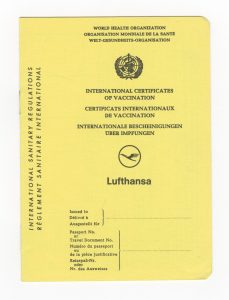 WORLD HEALTH ORGANIZATION
ORGANISATION MONDIALE DE LA SANTÉ
WELT-GESUNDHEITS-ORGANISATION
INTERNATIONAL CERTIFICATES
OF VACCINATION
CERTIFICATS INTERNATIONAUX
DE VACCINATION
INTERNATIONALE BESCHEINIGUNGEN
ÜBER IMPFUNGEN
Lufthansa
Issued to
Délivré à
Ausgestellt für
Passport No.
or
Travel Document No.
Numéro du passeport
ou
de la pièce justificative
Reisepaß-Nr.
oder
Nr. des Ausweises
INTERNATIONAL SANITARY REGULATIONS
RÈGLEMENT SANITAIRE INTERNATIONAL